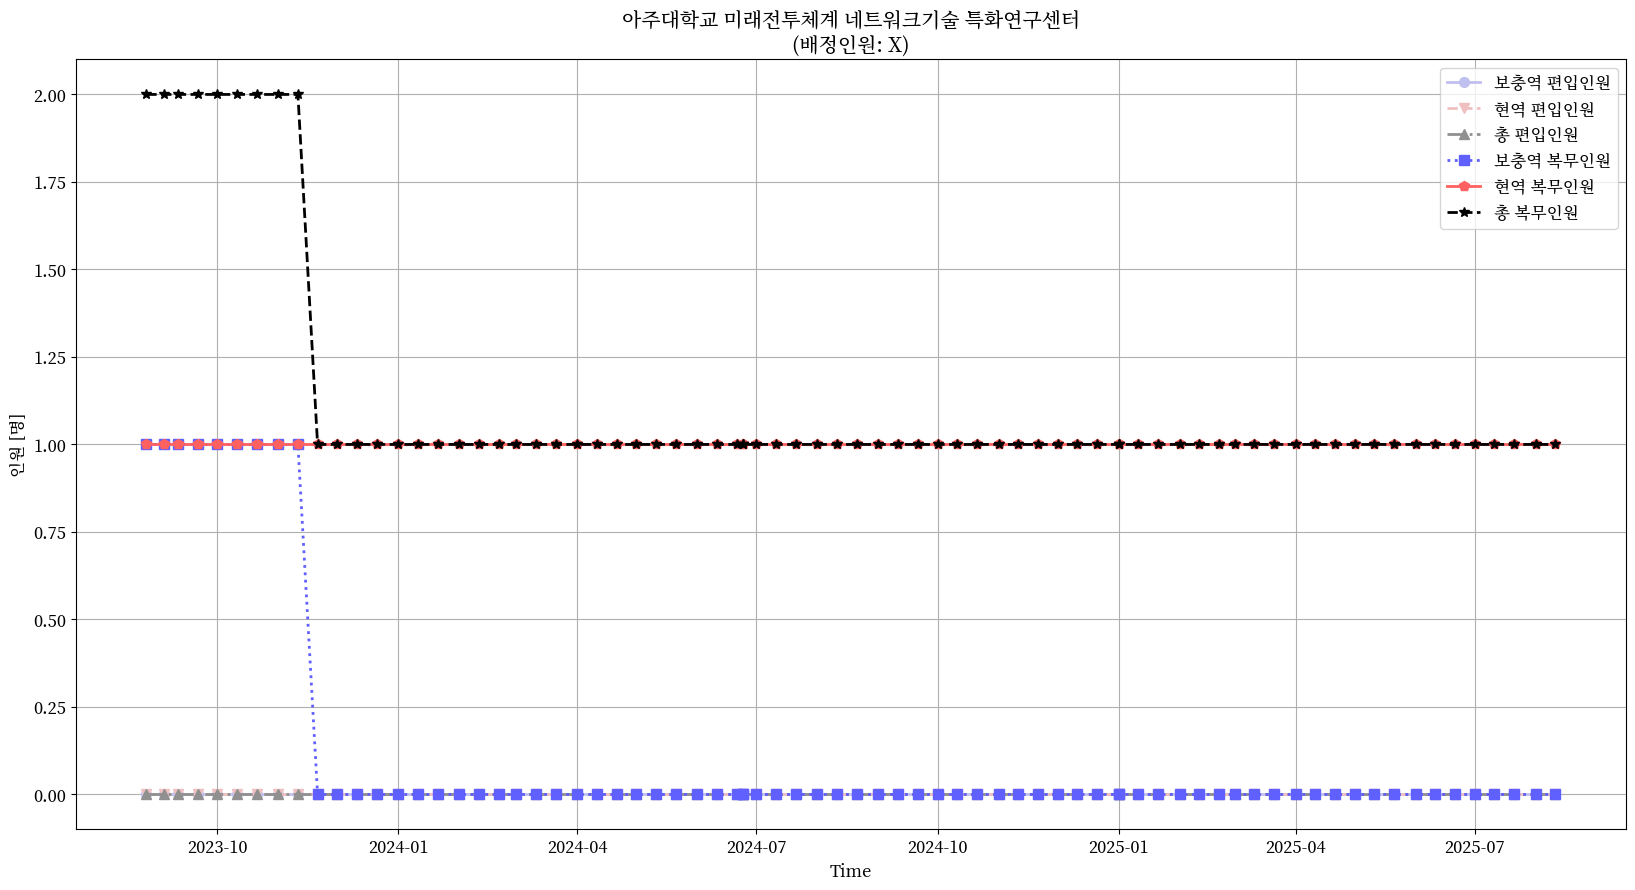 아주대학교 미래전투체계 네트워크기술 특화연구센터
(배정인원: X)
보충역 편입인원
현역 편입인원
총 편입인원
보충역 복무인원
현역 복무인원
총 복무인원
인원 [명]
2.00
1.75
1.50
1.25
1.00
0.75
0.50
0.25
0.00
2023-10
2024-01
2024-04
2024-07
2024-10
2025-01
2025-04
2025-07
Time